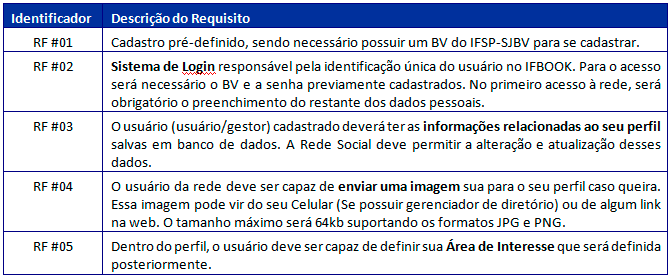 Identificador Descrição do Requisito
RF #01 Cadastro pré-definido, sendo necessário possuir um BV do IFSP-SJBV para se cadastrar.
RF #02 Sistema de Login responsável pela identificação única do usuário no IFBOOK. Para o acesso
será necessário o BV e a senha previamente cadastrados. No primeiro acesso à rede, será
obrigatório o preenchimento do restante dos dados pessoais.
RF #03 O usuário (usuário/gestor) cadastrado deverá ter as informações relacionadas ao seu perfil
salvas em banco de dados. A Rede Social deve permitir a alteração e atualização desses
dados.
RF #04 O usuário da rede deve ser capaz de enviar uma imagem sua para o seu perfil caso queira.
Essa imagem pode vir do seu Celular (Se possuir gerenciador de diretório) ou de algum link
na web. O tamanho máximo será 64kb suportando os formatos JPG e PNG.
RF #05 Dentro do perfil, o usuário deve ser capaz de definir sua Área de Interesse que será definida
posteriormente.